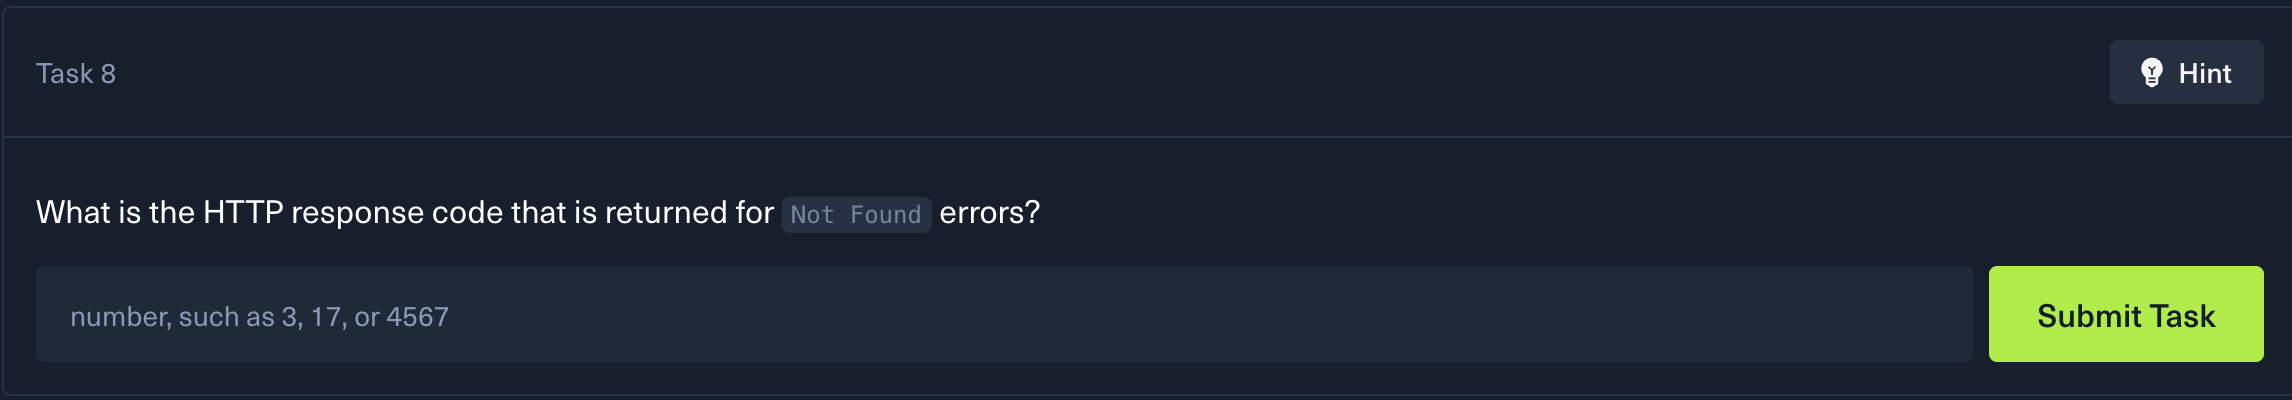 Task 8
Hint
What is the HTTP response code that is returned for Not Found errors?
number, such as 3, 17, or 4567
Submit Task